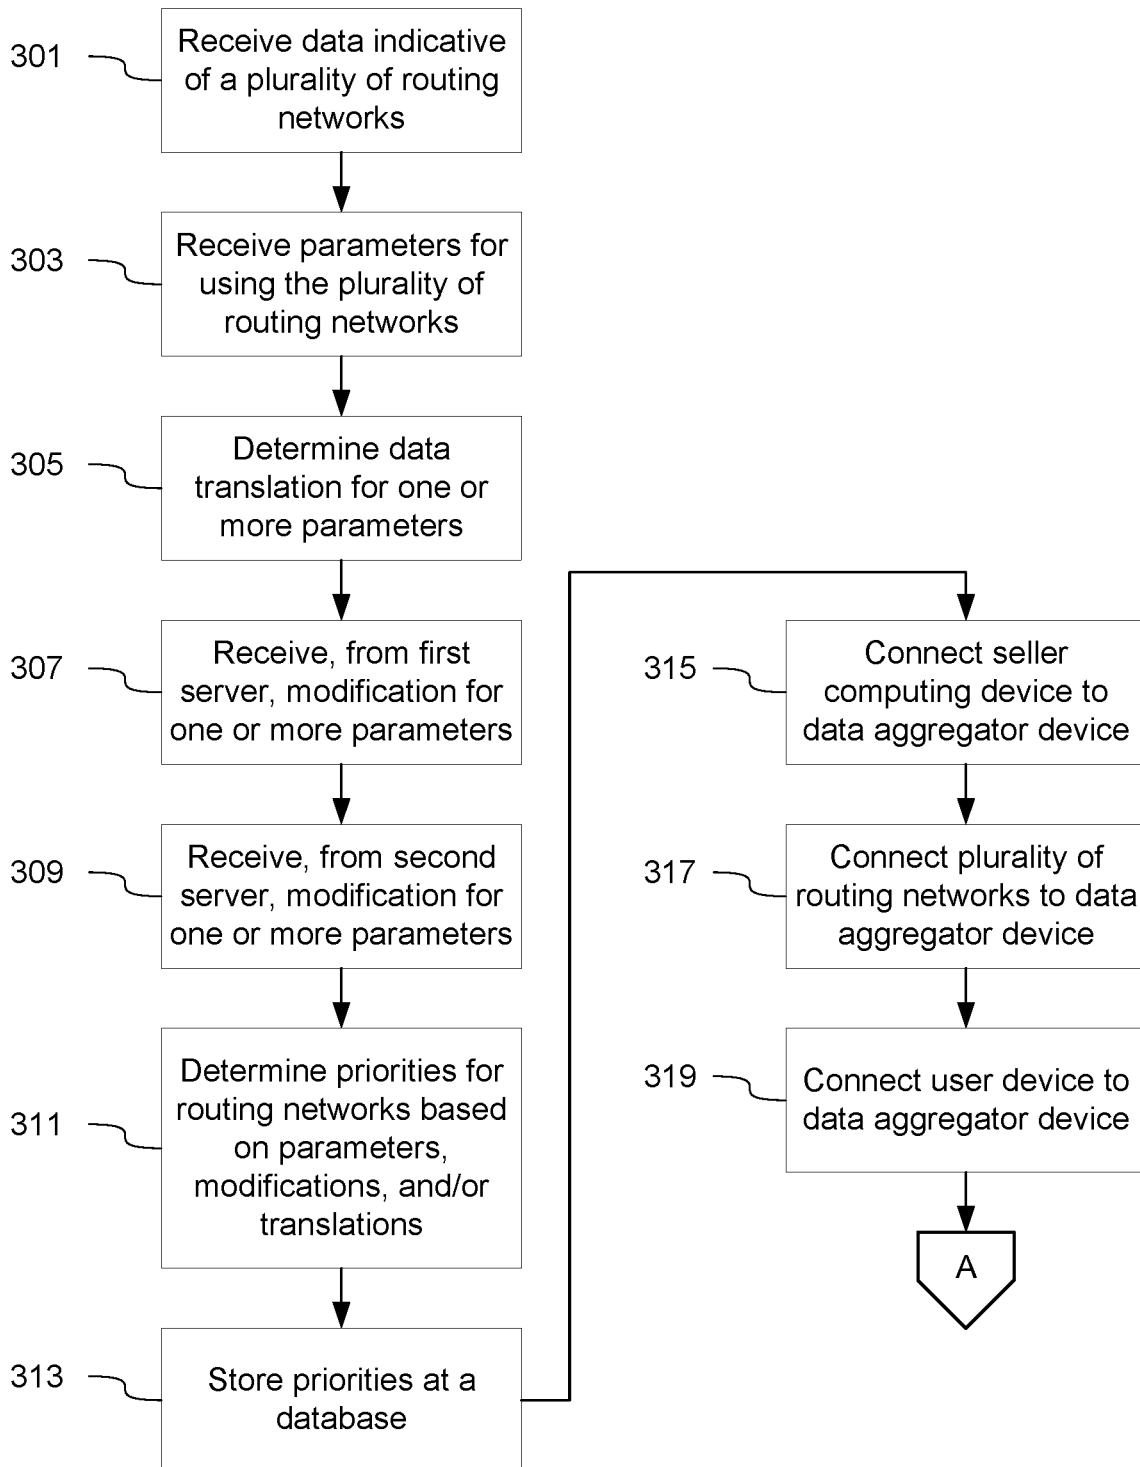 301
Receive data indicative
of a plurality of routing
networks
303
Receive parameters for
using the plurality of
routing networks
305
Determine data
translation for one or
more parameters
307
Receive, from first
server, modification for
one or more parameters
309
Receive, from second
server, modification for
one or more parameters
311
Determine priorities for
routing networks based
on parameters,
modifications, and/or
translations
313
Store priorities at a
database
315
Connect seller
computing device to
data aggregator device
317
Connect plurality of
routing networks to data
aggregator device
319
Connect user device to
data aggregator device
A